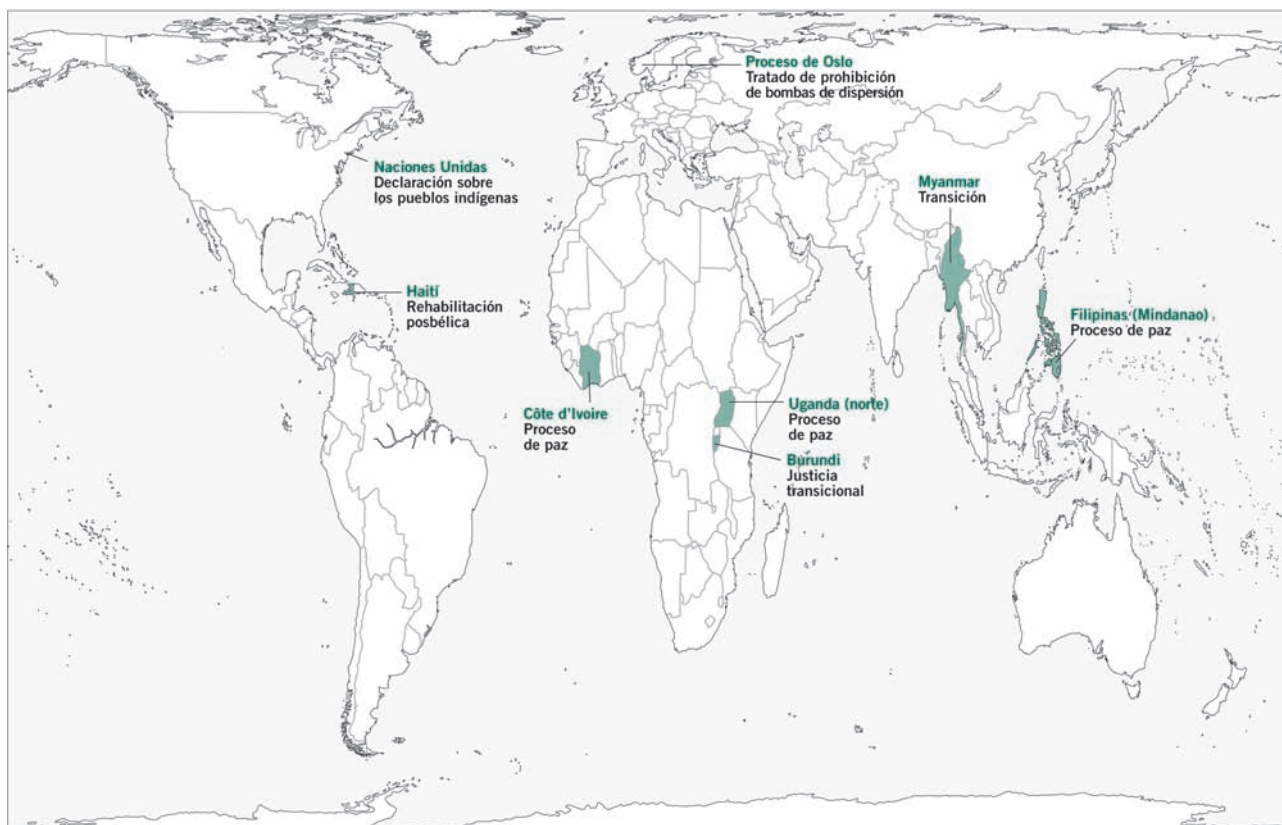 Proceso de Oslo
Tratado de prohibición
de bombas de dispersión
Naciones Unidas
Declaración sobre
los pueblos indígenas
Myanmar
Transición
Haití
Rehabilitación
posbélica
Filipinas (Mindanao)
Proceso de paz
Côte d'Ivoire
Proceso
de paz
Uganda (norte)
Proceso
de paz
Burundi
Justicia
transicional